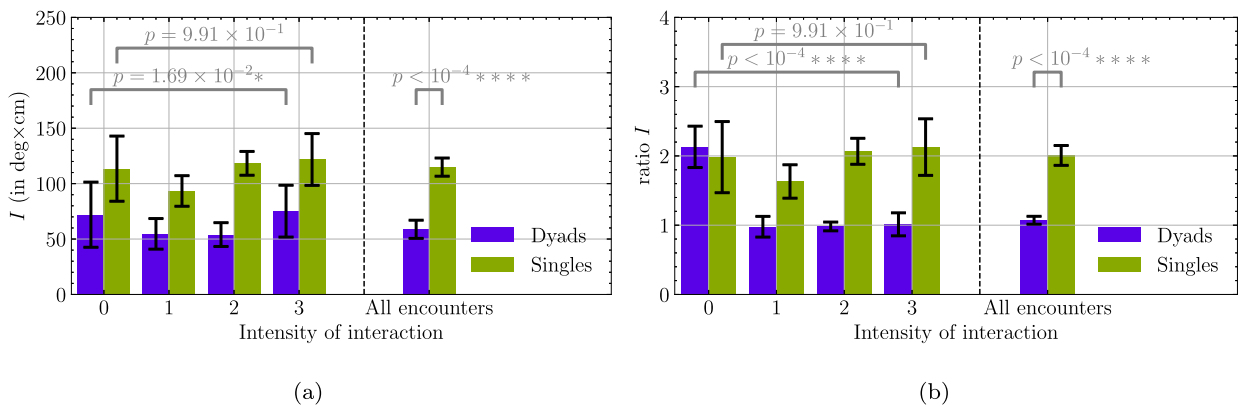 250
200
150
100
50
0
I (in deg×cm)
p = 9.91 × 10⁻¹
p = 1.69 × 10⁻²*
p < 10⁻⁴ ****
Dyads
Singles
0 1 2 3 All encounters
Intensity of interaction
(a)
4
3
2
1
0
ratio I
p = 9.91 × 10⁻¹
p < 10⁻⁴ ****
p < 10⁻⁴ ****
Dyads
Singles
0 1 2 3 All encounters
Intensity of interaction
(b)